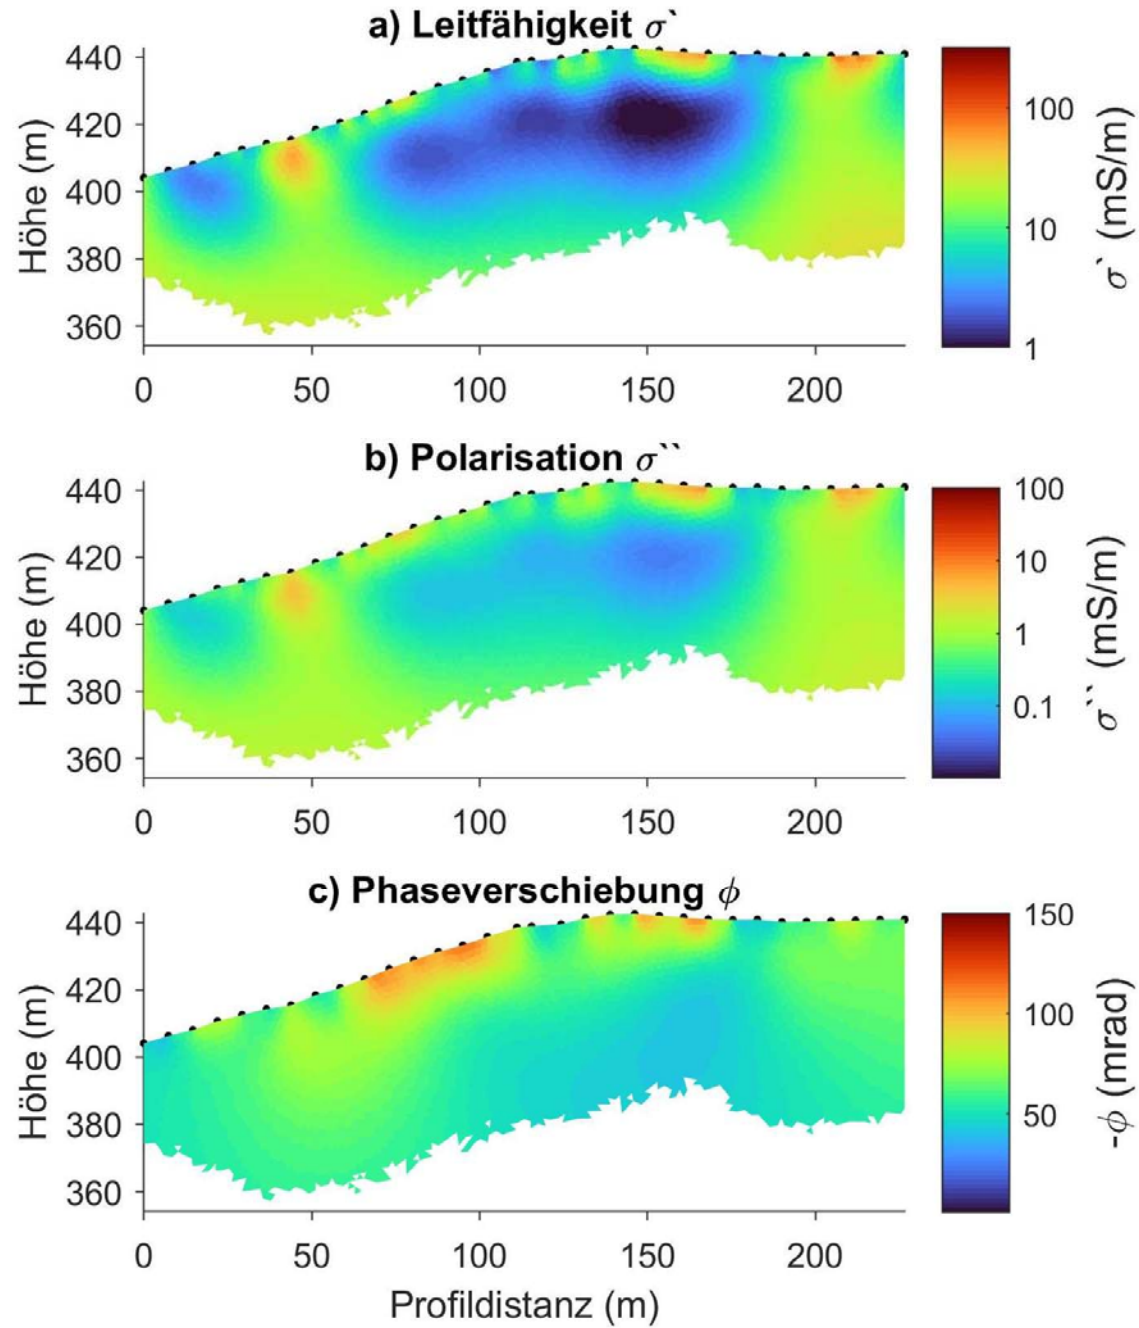 a) Leitfähigkeit σ`
440
420
400
380
360
Höhe (m)
0 50 100 150 200
100
10
1
σ` (mS/m)
b) Polarisation σ``
440
420
400
380
360
Höhe (m)
0 50 100 150 200
100
10
1
0.1
σ`` (mS/m)
c) Phaseverschiebung ϕ
440
420
400
380
360
Höhe (m)
0 50 100 150 200
Profildistanz (m)
150
100
50
-ϕ (mrad)